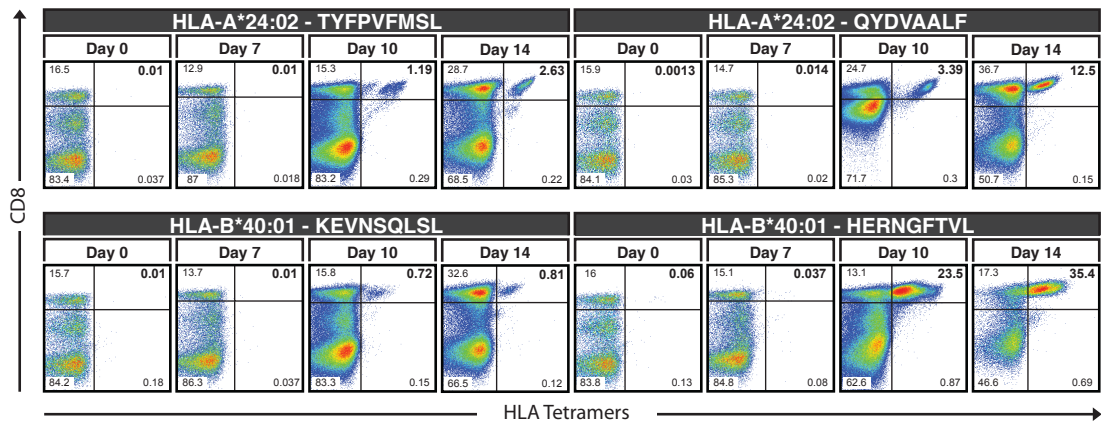 HLA-A*24:02 - TYFPVFMSL
HLA-A*24:02 - QYDVAALF
Day 0
Day 7
Day 10
Day 14
Day 0
Day 7
Day 10
Day 14
16.5 0.01
12.9 0.01
15.3 1.19
28.7 2.63
15.9 0.0013
14.7 0.014
24.7 3.39
36.7 12.5
83.4 0.037
87 0.018
83.2 0.29
68.5 0.22
84.1 0.03
85.3 0.02
71.7 0.3
50.7 0.15
CD8
HLA-B*40:01 - KEVNSQLSL
HLA-B*40:01 - HERNGFTVL
Day 0
Day 7
Day 10
Day 14
Day 0
Day 7
Day 10
Day 14
15.7 0.01
13.7 0.01
15.8 0.72
32.6 0.81
16 0.06
15.1 0.037
13.1 23.5
17.3 35.4
84.2 0.18
86.3 0.037
83.3 0.15
66.5 0.12
83.8 0.13
84.8 0.08
62.6 0.87
46.6 0.69
HLA Tetramers